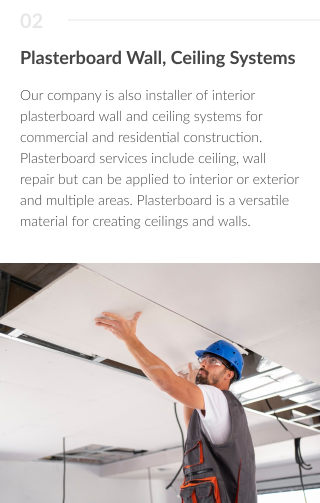 02
Plasterboard Wall, Ceiling Systems
Our company is also installer of interior
plasterboard wall and ceiling systems for
commercial and residential construction.
Plasterboard services include ceiling, wall
repair but can be applied to interior or exterior
and multiple areas. Plasterboard is a versatile
material for creating ceilings and walls.